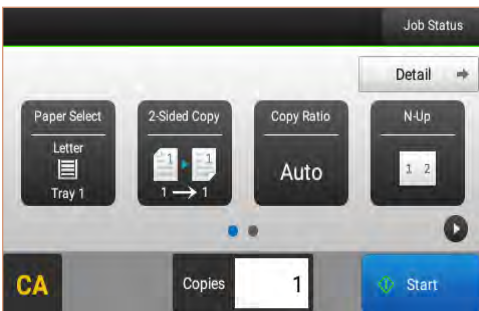 Job Status
Detail
Paper Select
Letter
Tray 1
2-Sided Copy
1 1
1 → 1
Copy Ratio
Auto
N-Up
1 2
CA
Copies
1
Start